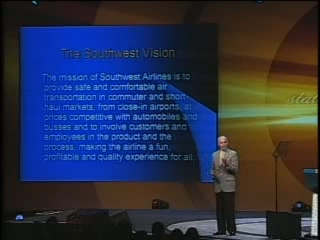 The Southwest Vision
The mission of Southwest Airlines is to
provide safe and comfortable air
transportation in commuter and short-
haul markets, from close-in airports, at
prices competitive with automobiles and
busses and to involve customers and
employees in the product and the
process, making the airline a fun,
profitable and quality experience for all.